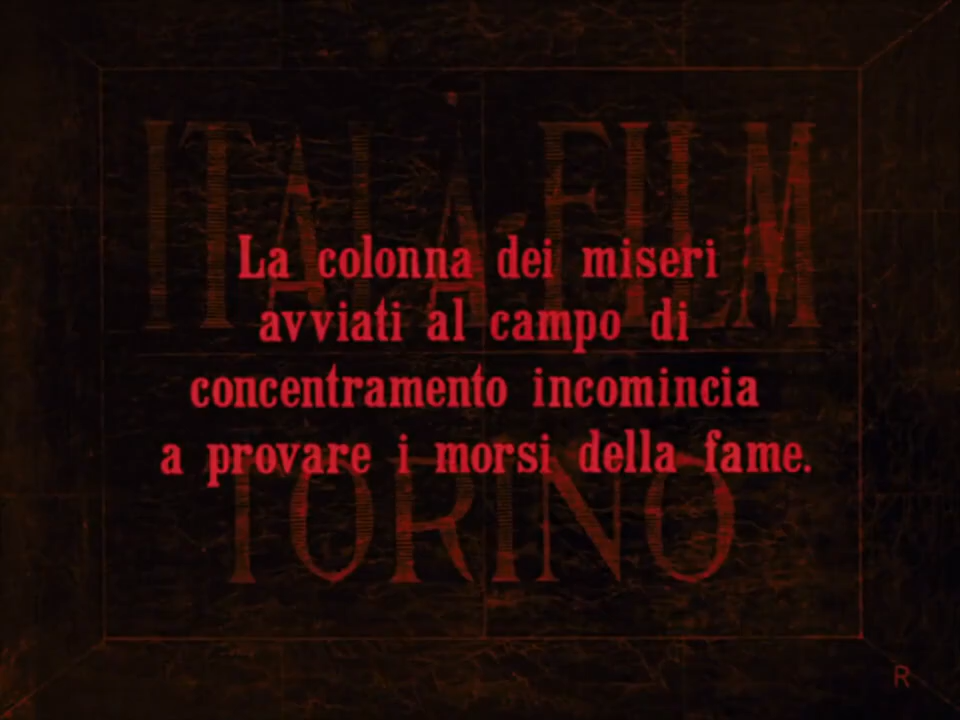 ITALA-FILM
La colonna dei miseri
avviati al campo di
concentramento incomincia
a provare i morsi della fame.
TORINO
R